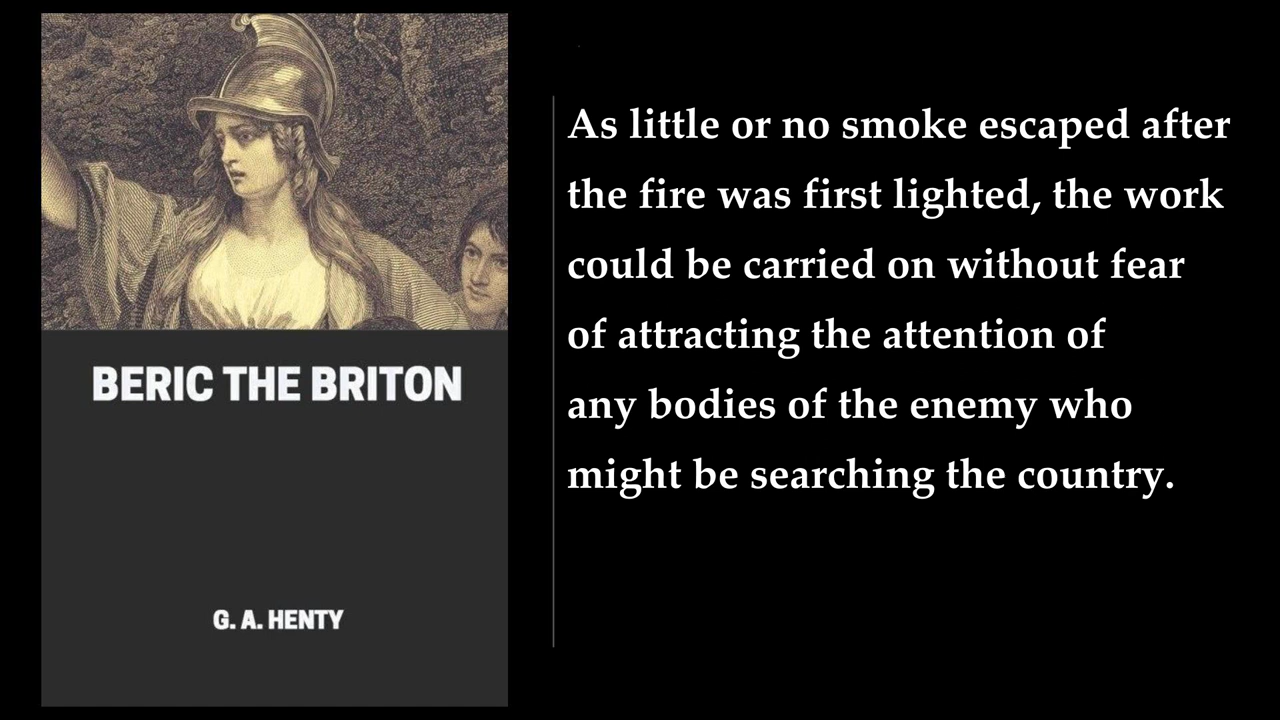 BERIC THE BRITON
G. A. HENTY
As little or no smoke escaped after
the fire was first lighted, the work
could be carried on without fear
of attracting the attention of
any bodies of the enemy who
might be searching the country.